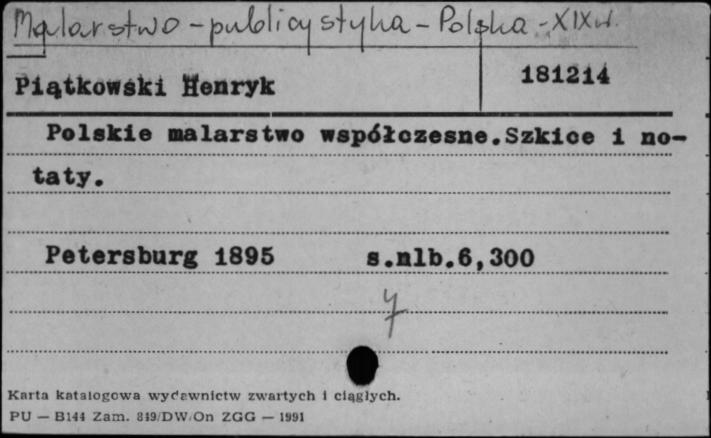 Malarstwo - publicystyka - Polska - XIX w.
Piątkowski Henryk 181214
Polskie malarstwo współczesne. Szkice i no-
taty.
Petersburg 1895 s.nlb.6,300
Karta katalogowa wydawnictw zwartych i ciągłych.
PU — B144 Zam. 849/DW/On ZGG — 1991